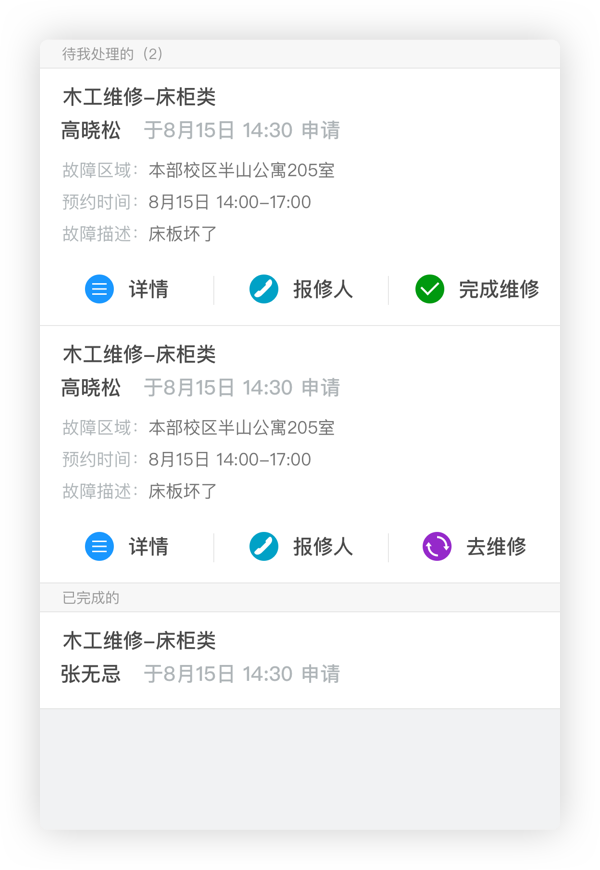 待我处理的（2）
木工维修-床柜类
高晓松 于8月15日 14:30 申请
故障区域：本部校区半山公寓205室
预约时间：8月15日 14:00-17:00
故障描述：床板坏了
详情 报修人 完成维修
木工维修-床柜类
高晓松 于8月15日 14:30 申请
故障区域：本部校区半山公寓205室
预约时间：8月15日 14:00-17:00
故障描述：床板坏了
详情 报修人 去维修
已完成的
木工维修-床柜类
张无忌 于8月15日 14:30 申请